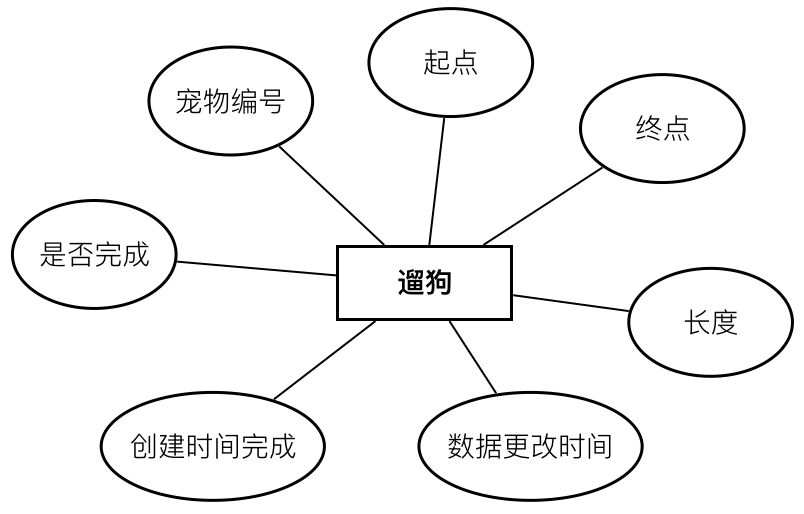 起点
宠物编号
终点
是否完成
遛狗
长度
创建时间完成
数据更改时间